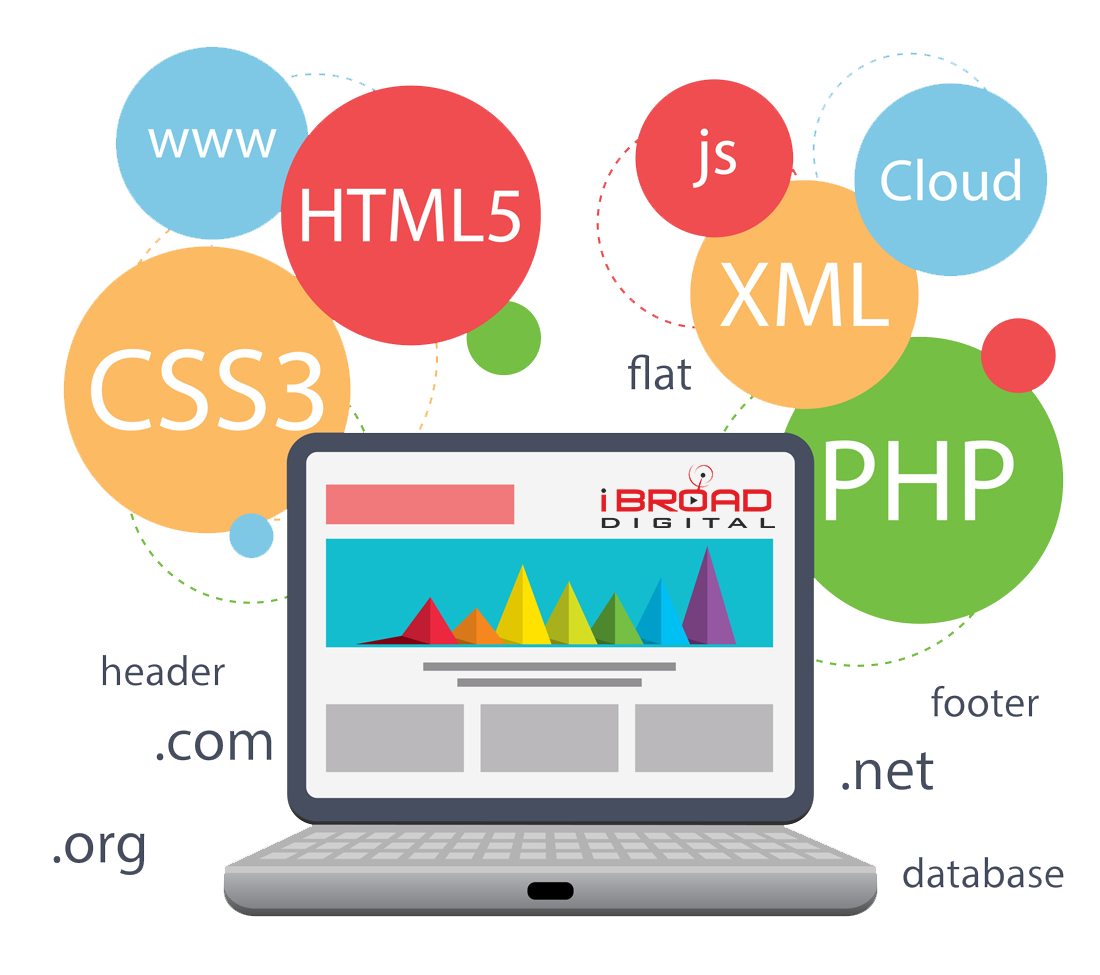 www
HTML5
js
Cloud
XML
CSS3
flat
PHP
iBROAD
DIGITAL
header
footer
.com
.net
.org
database